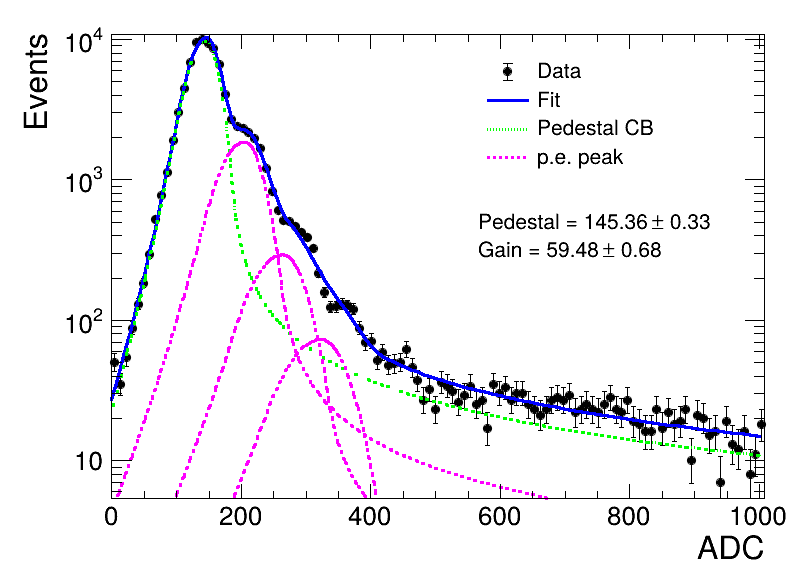 Events
10⁴
10³
10²
10
Data
Fit
Pedestal CB
p.e. peak
Pedestal = 145.36 ± 0.33
Gain = 59.48 ± 0.68
0 200 400 600 800 1000
ADC